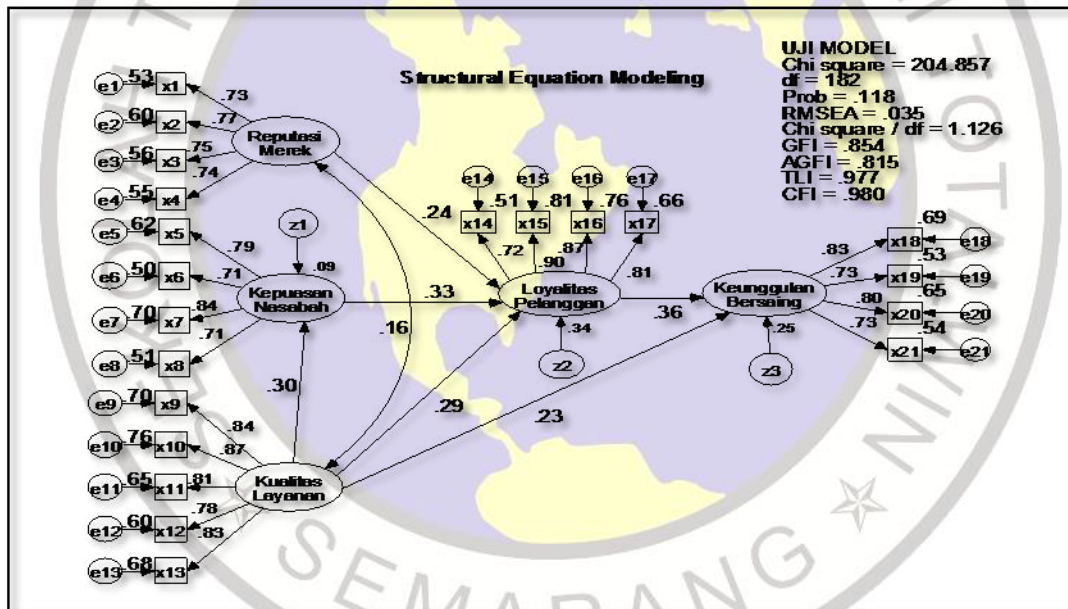 UJI MODEL
Chi square = 204.857
df = 182
Prob = .118
RMSEA = .035
Chi square / df = 1.126
GFI = .854
AGFI = .815
TLI = .977
CFI = .980
Structural Equation Modeling
e1 .53 x1 .73
e2 .60 x2 .77
e3 .56 x3 .75
e4 .55 x4 .74
Reputasi
Merek
e5 .62 x5 .79
e6 .50 x6 .71
e7 .70 x7 .84
e8 .51 x8 .71
z1
.09
Kepuasan
Nasabah
e9 .70 x9 .84
e10 .76 x10 .87
e11 .65 x11 .81
e12 .60 x12 .78
e13 .68 x13 .83
Kualitas
Layanan
.24
.33
.16
.30
.29
.23
.36
e14 e15 e16 e17
.51 .81 .76 .66
x14 x15 x16 x17
.72 .90 .87 .81
Loyalitas
Pelanggan
.34
z2
Keunggulan
Bersaing
.25
z3
.83 x18 .69 e18
.73 x19 .53 e19
.80 x20 .65 e20
.73 x21 .54 e21
SEMARANG